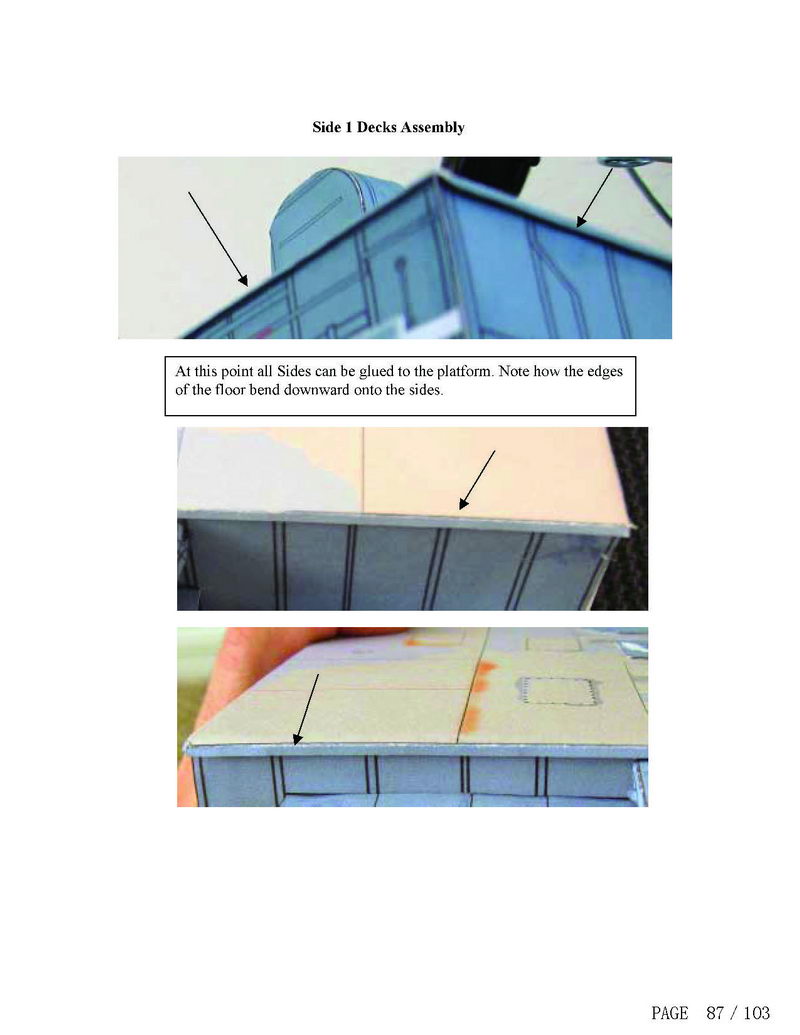 Side 1 Decks Assembly
At this point all Sides can be glued to the platform. Note how the edges
of the floor bend downward onto the sides.
PAGE 87 / 103